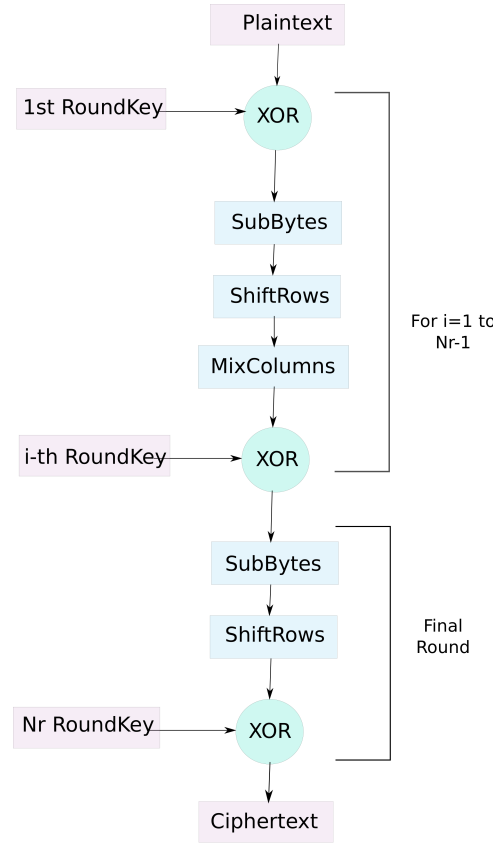 Plaintext
1st RoundKey
XOR
SubBytes
ShiftRows
MixColumns
For i=1 to
Nr-1
i-th RoundKey
XOR
SubBytes
ShiftRows
Final
Round
Nr RoundKey
XOR
Ciphertext